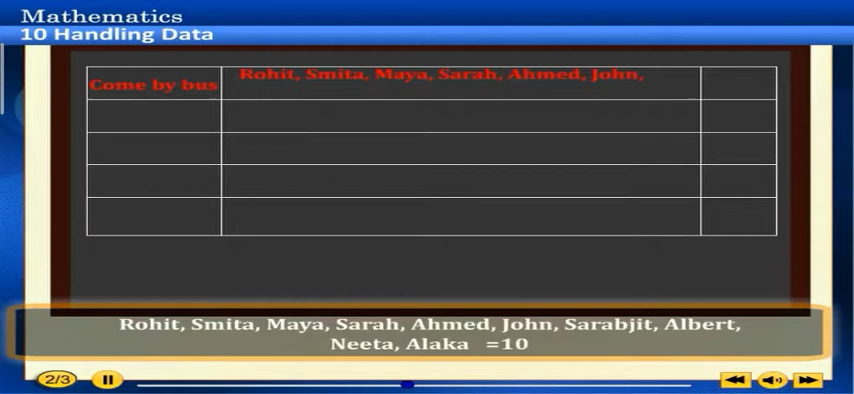 Mathematics
10 Handling Data
Come by bus
Rohit, Smita, Maya, Sarah, Ahmed, John,
Rohit, Smita, Maya, Sarah, Ahmed, John, Sarabjit, Albert,
Neeta, Alaka =10
2/3